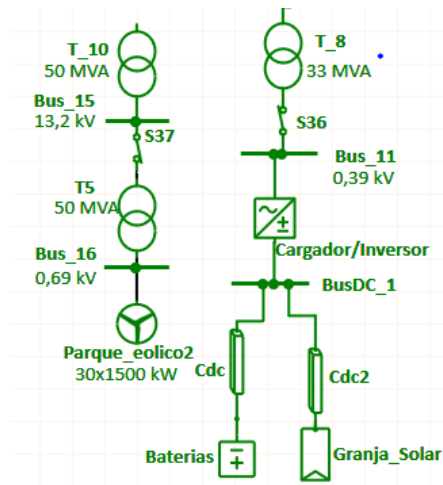 T_10
50 MVA
Bus_15
13,2 kV
S37
T5
50 MVA
Bus_16
0,69 kV
Parque_eolico2
30x1500 kW
T_8
33 MVA
S36
Bus_11
0,39 kV
Cargador/Inversor
BusDC_1
Cdc
Cdc2
Baterias
Granja_Solar